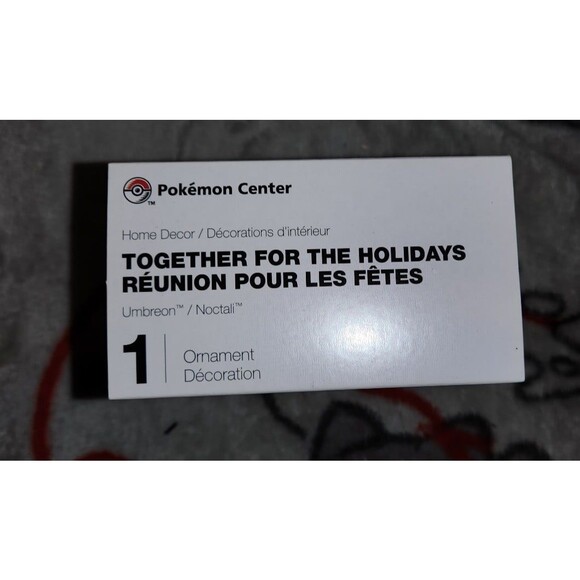 Pokémon Center
TM
Home Decor / Décorations d'intérieur
TOGETHER FOR THE HOLIDAYS
RÉUNION POUR LES FÊTES
Umbreon™ / Noctali™
1
Ornament
Décoration